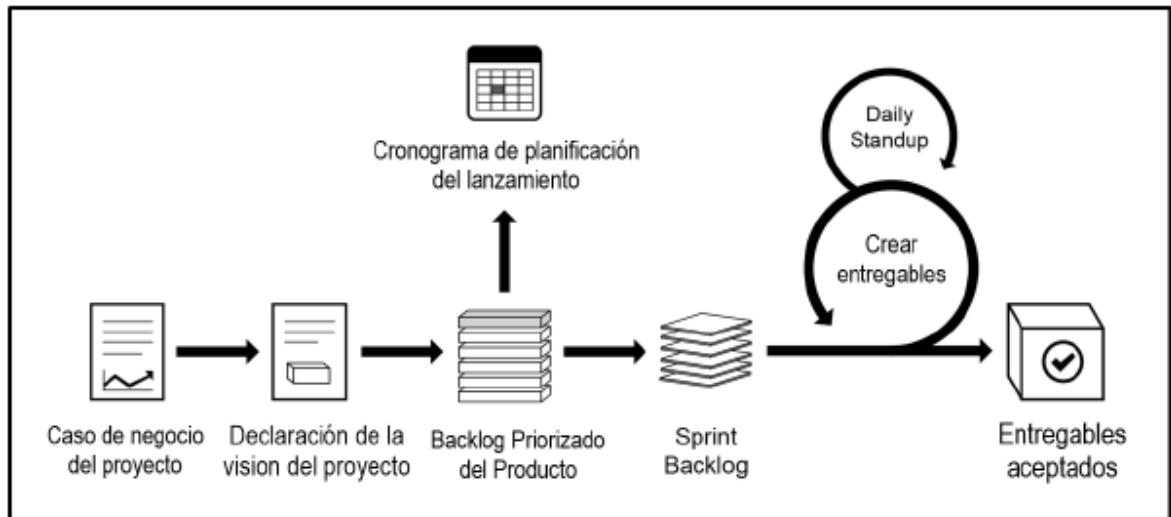 Cronograma de planificación
del lanzamiento
Daily
Standup
Crear
entregables
Caso de negocio
del proyecto
Declaración de la
vision del proyecto
Backlog Priorizado
del Producto
Sprint
Backlog
Entregables
aceptados